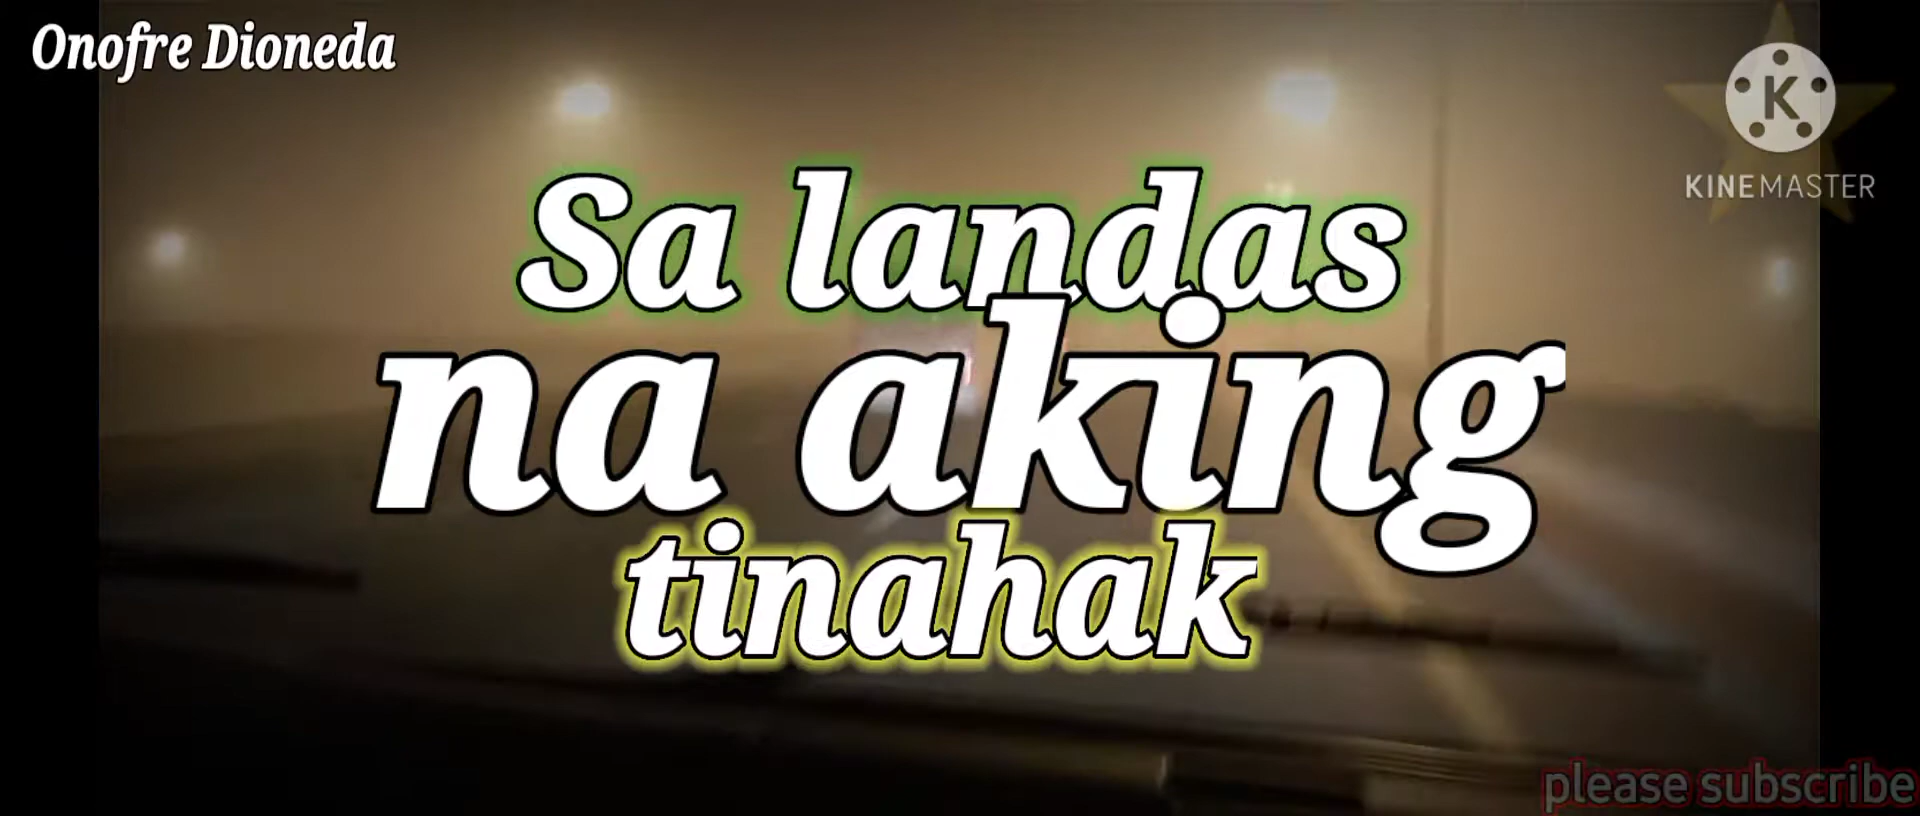 Onofre Dioneda
K
KINEMASTER
Sa landas
na aking
tinahak
please subscribe